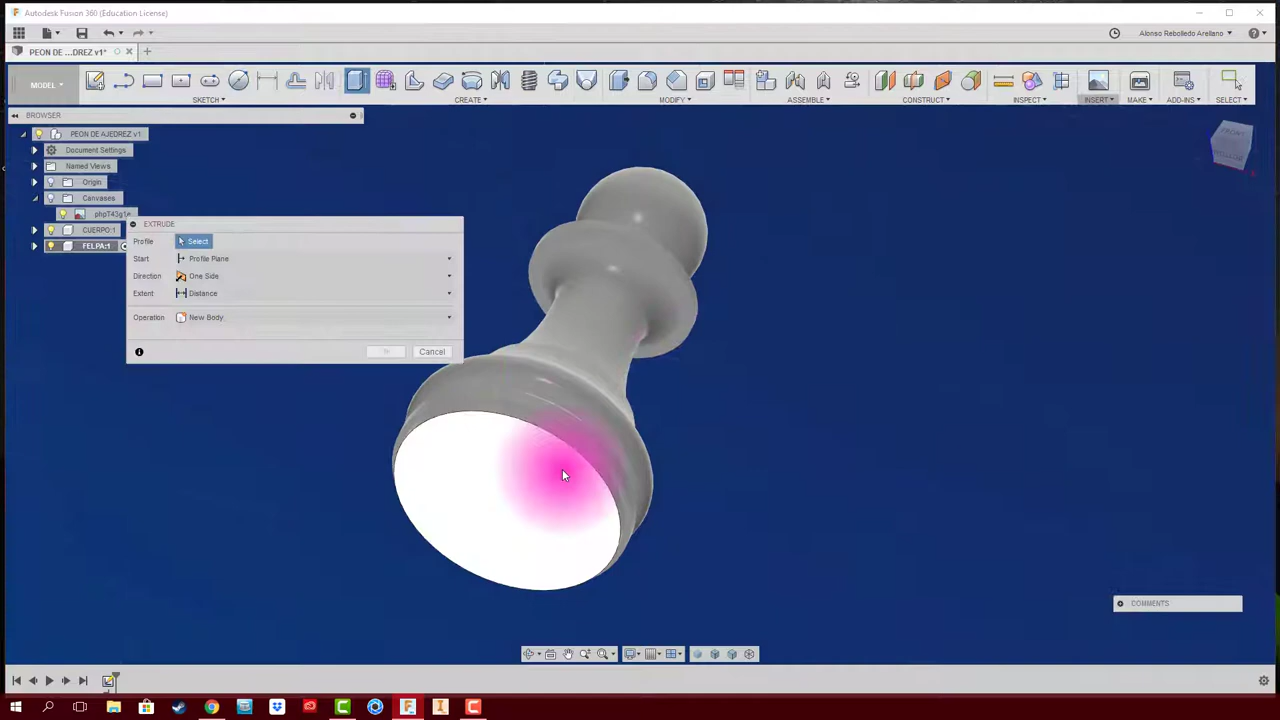 Autodesk Fusion 360 (Education License)
Alonso Rebolledo Arellano
PEON DE ...DREZ v1*
MODEL
SKETCH
CREATE
MODIFY
ASSEMBLE
CONSTRUCT
INSPECT
INSERT
MAKE
ADD-INS
SELECT
BROWSER
PEON DE AJEDREZ v1
FRONT
Document Settings
Named Views
Origin
Canvases
CUERPO:1
FELPA:1
EXTRUDE
Profile Select
Start Profile Plane
Direction One Side
Extent Distance
Operation New Body
Cancel
COMMENTS